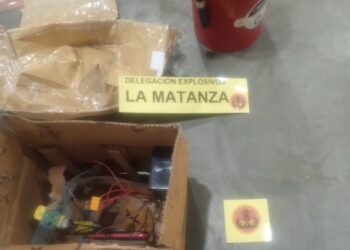 DELEGACION EXPLOSIVOS
LA MATANZA